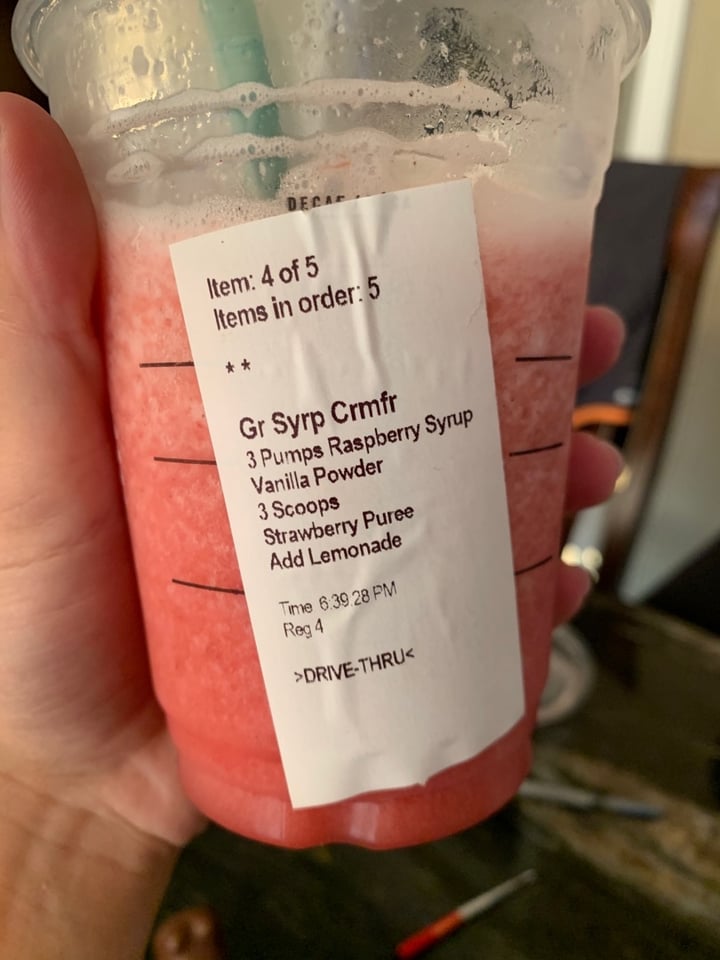 DECAF
Item: 4 of 5
Items in order: 5
* *
Gr Syrp Crmfr
3 Pumps Raspberry Syrup
Vanilla Powder
3 Scoops
Strawberry Puree
Add Lemonade
Time 6:39:28 PM
Reg 4
>DRIVE-THRU<